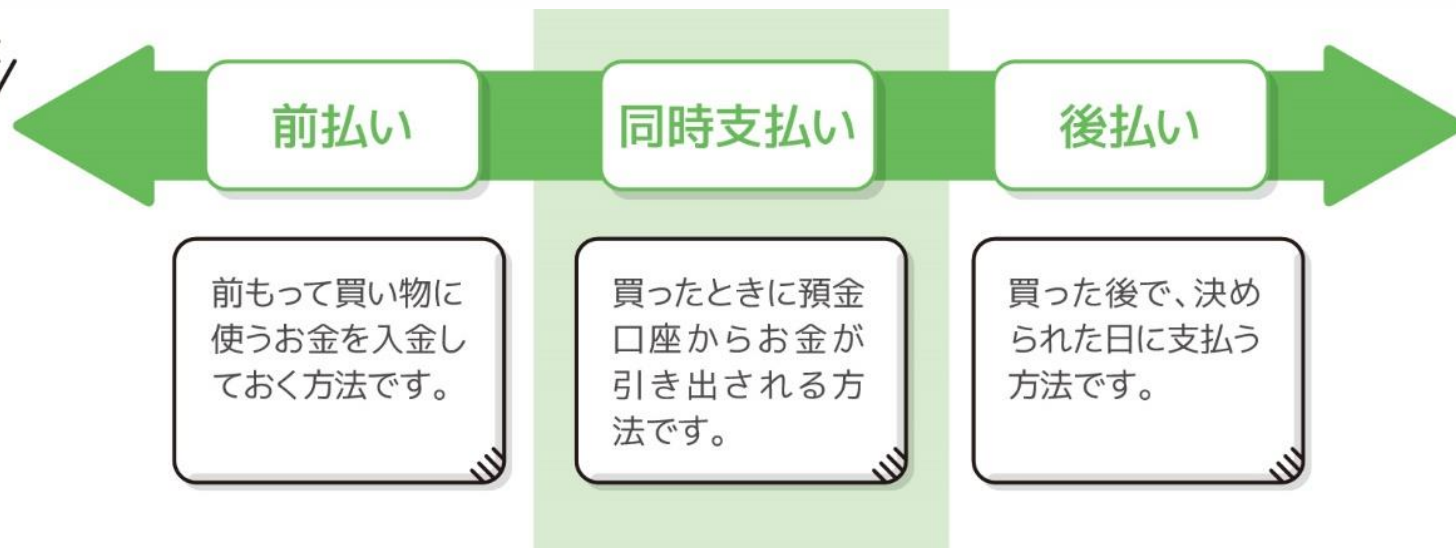 前払い
同時支払い
後払い
前もって買い物に
使うお金を入金し
ておく方法です。
買ったときに預金
口座からお金が
引き出される方
法です。
買った後で、決め
られた日に支払う
方法です。